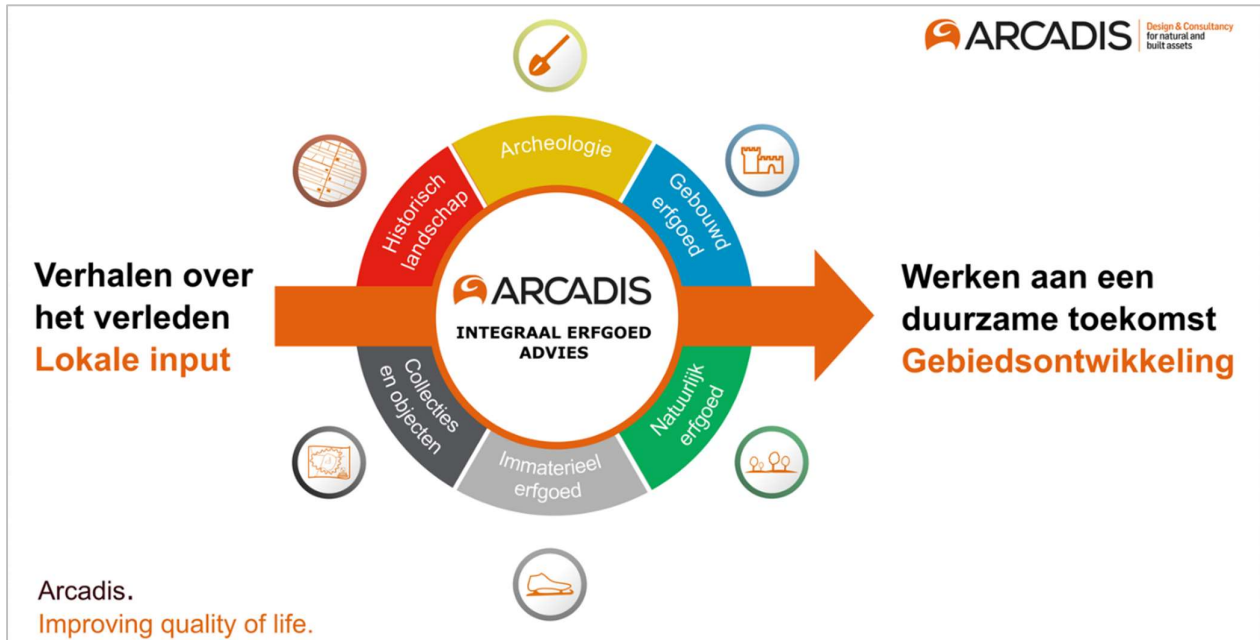 ARCADIS
Design & Consultancy
for natural and
built assets
Archeologie
Historisch
landschap
Gebouwd
erfgoed
Verhalen over
het verleden
Lokale input
ARCADIS
INTEGRAAL ERFGOED
ADVIES
Werken aan een
duurzame toekomst
Gebiedsontwikkeling
Collecties
en objecten
Natuurlijk
erfgoed
Immaterieel
erfgoed
Arcadis.
Improving quality of life.